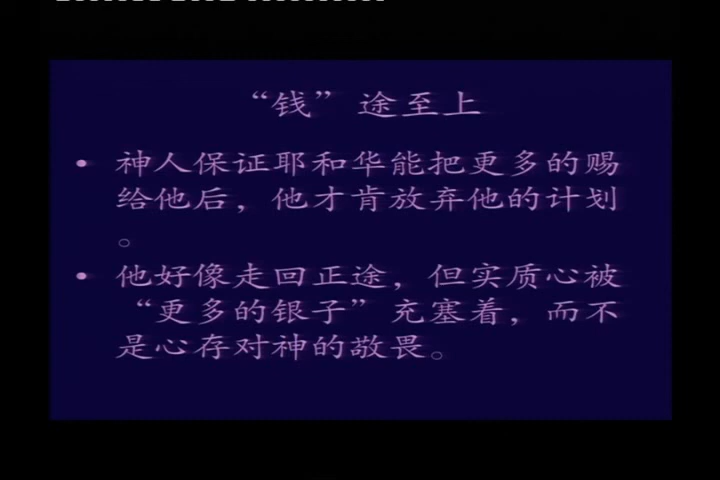 “钱”途至上
• 神人保证耶和华能把更多的赐
给他后，他才肯放弃他的计划
。
• 他好像走回正途，但实质心被
“更多的银子”充塞着，而不
是心存对神的敬畏。